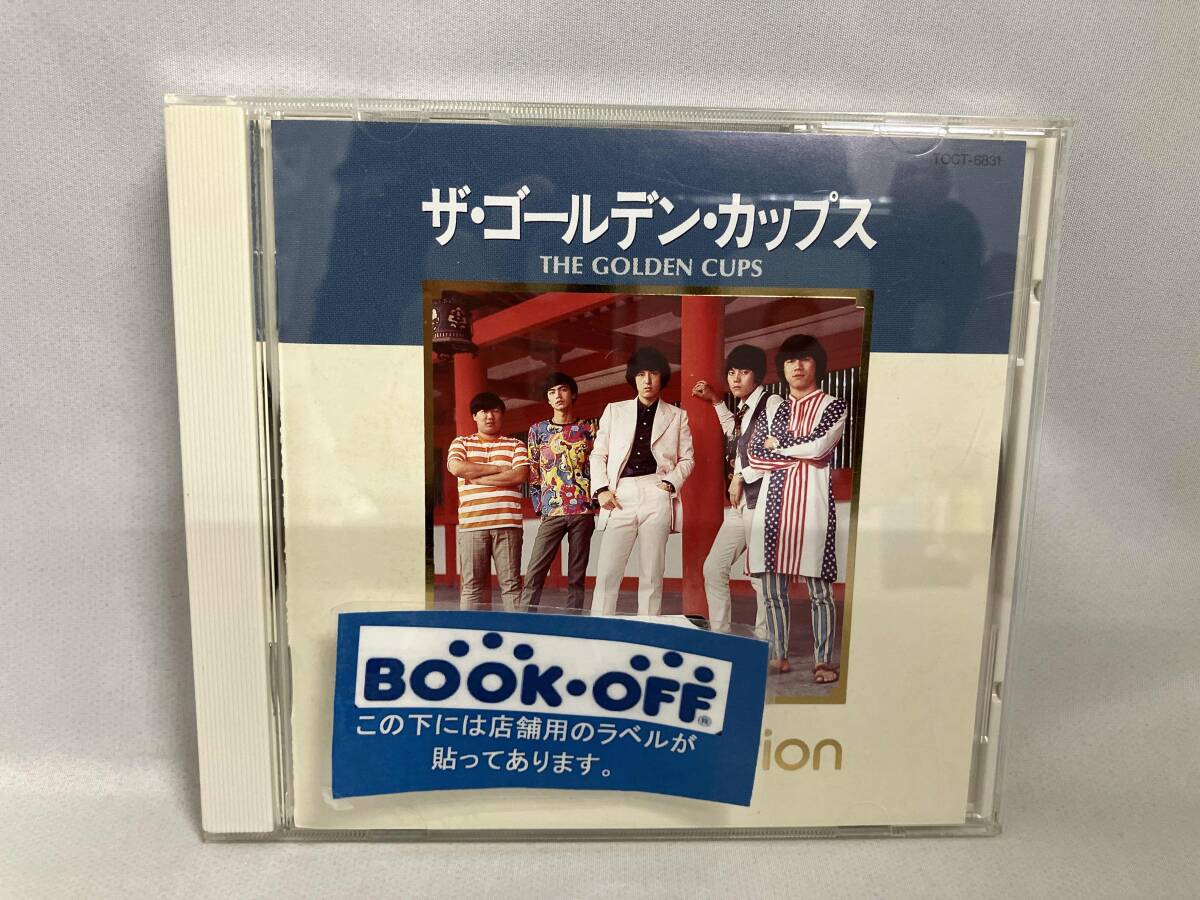 TOCT-6831
ザ・ゴールデン・カップス
THE GOLDEN CUPS
BOOK・OFF®
この下には店舗用のラベルが
貼ってあります。
ion